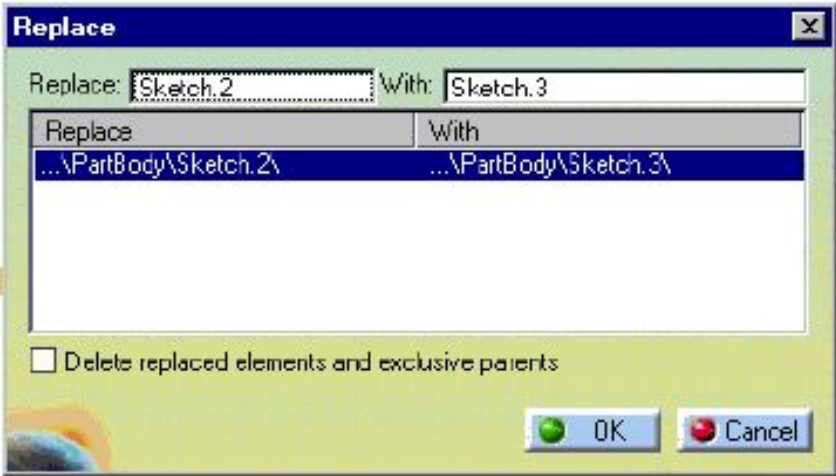 Replace
Replace: Sketch.2 With: Sketch.3
Replace With
...\PartBody\Sketch.2\ ...\PartBody\Sketch.3\
Delete replaced elements and exclusive parents
OK Cancel